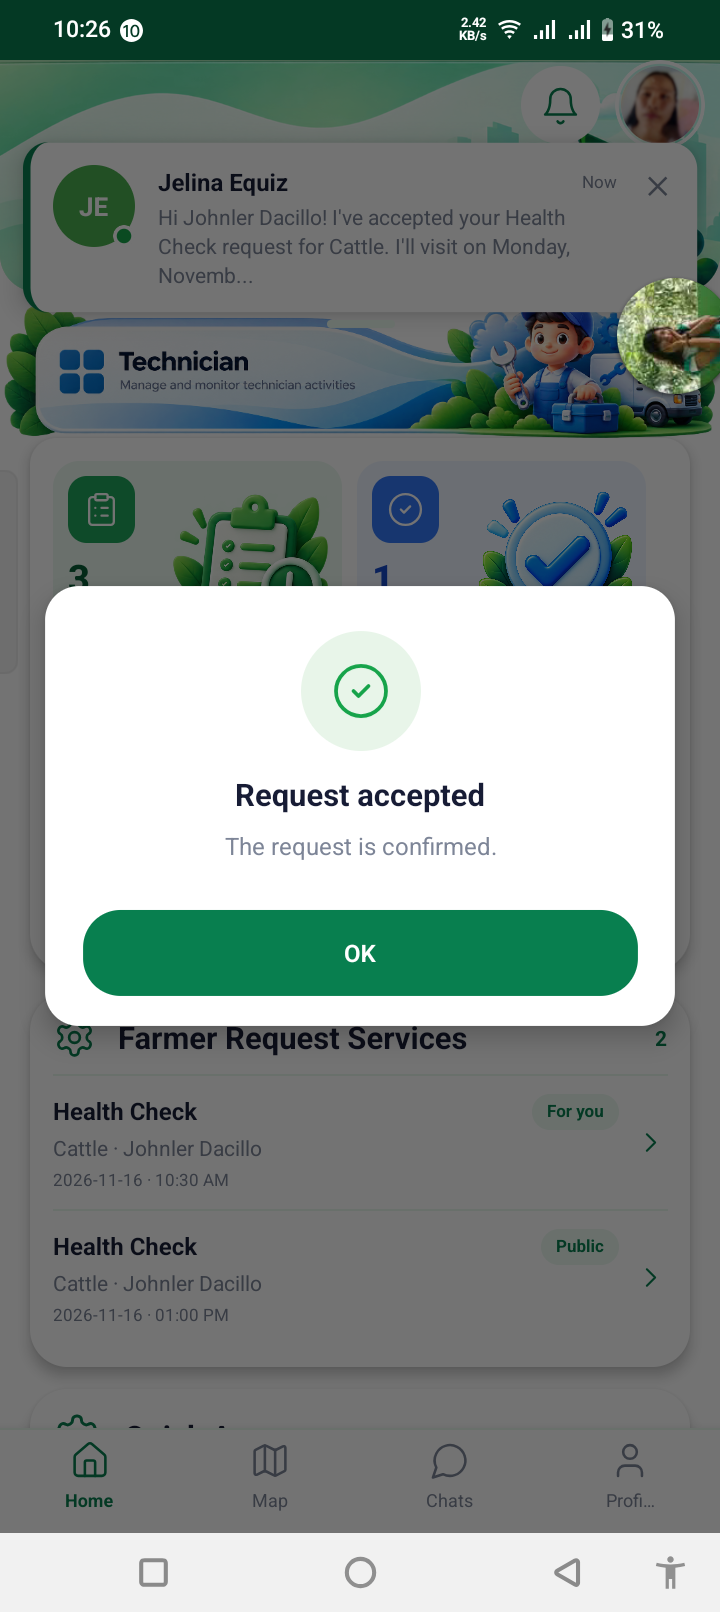 10:26 10 2.42 KB/s 31%
JE
Jelina Equiz Now
Hi Johnler Dacillo! I've accepted your Health
Check request for Cattle. I'll visit on Monday,
Novemb...
Technician
Manage and monitor technician activities
3 1
Request accepted
The request is confirmed.
OK
Farmer Request Services 2
Health Check For you
Cattle · Johnler Dacillo
2026-11-16 · 10:30 AM
Health Check Public
Cattle · Johnler Dacillo
2026-11-16 · 01:00 PM
Home Map Chats Profi...